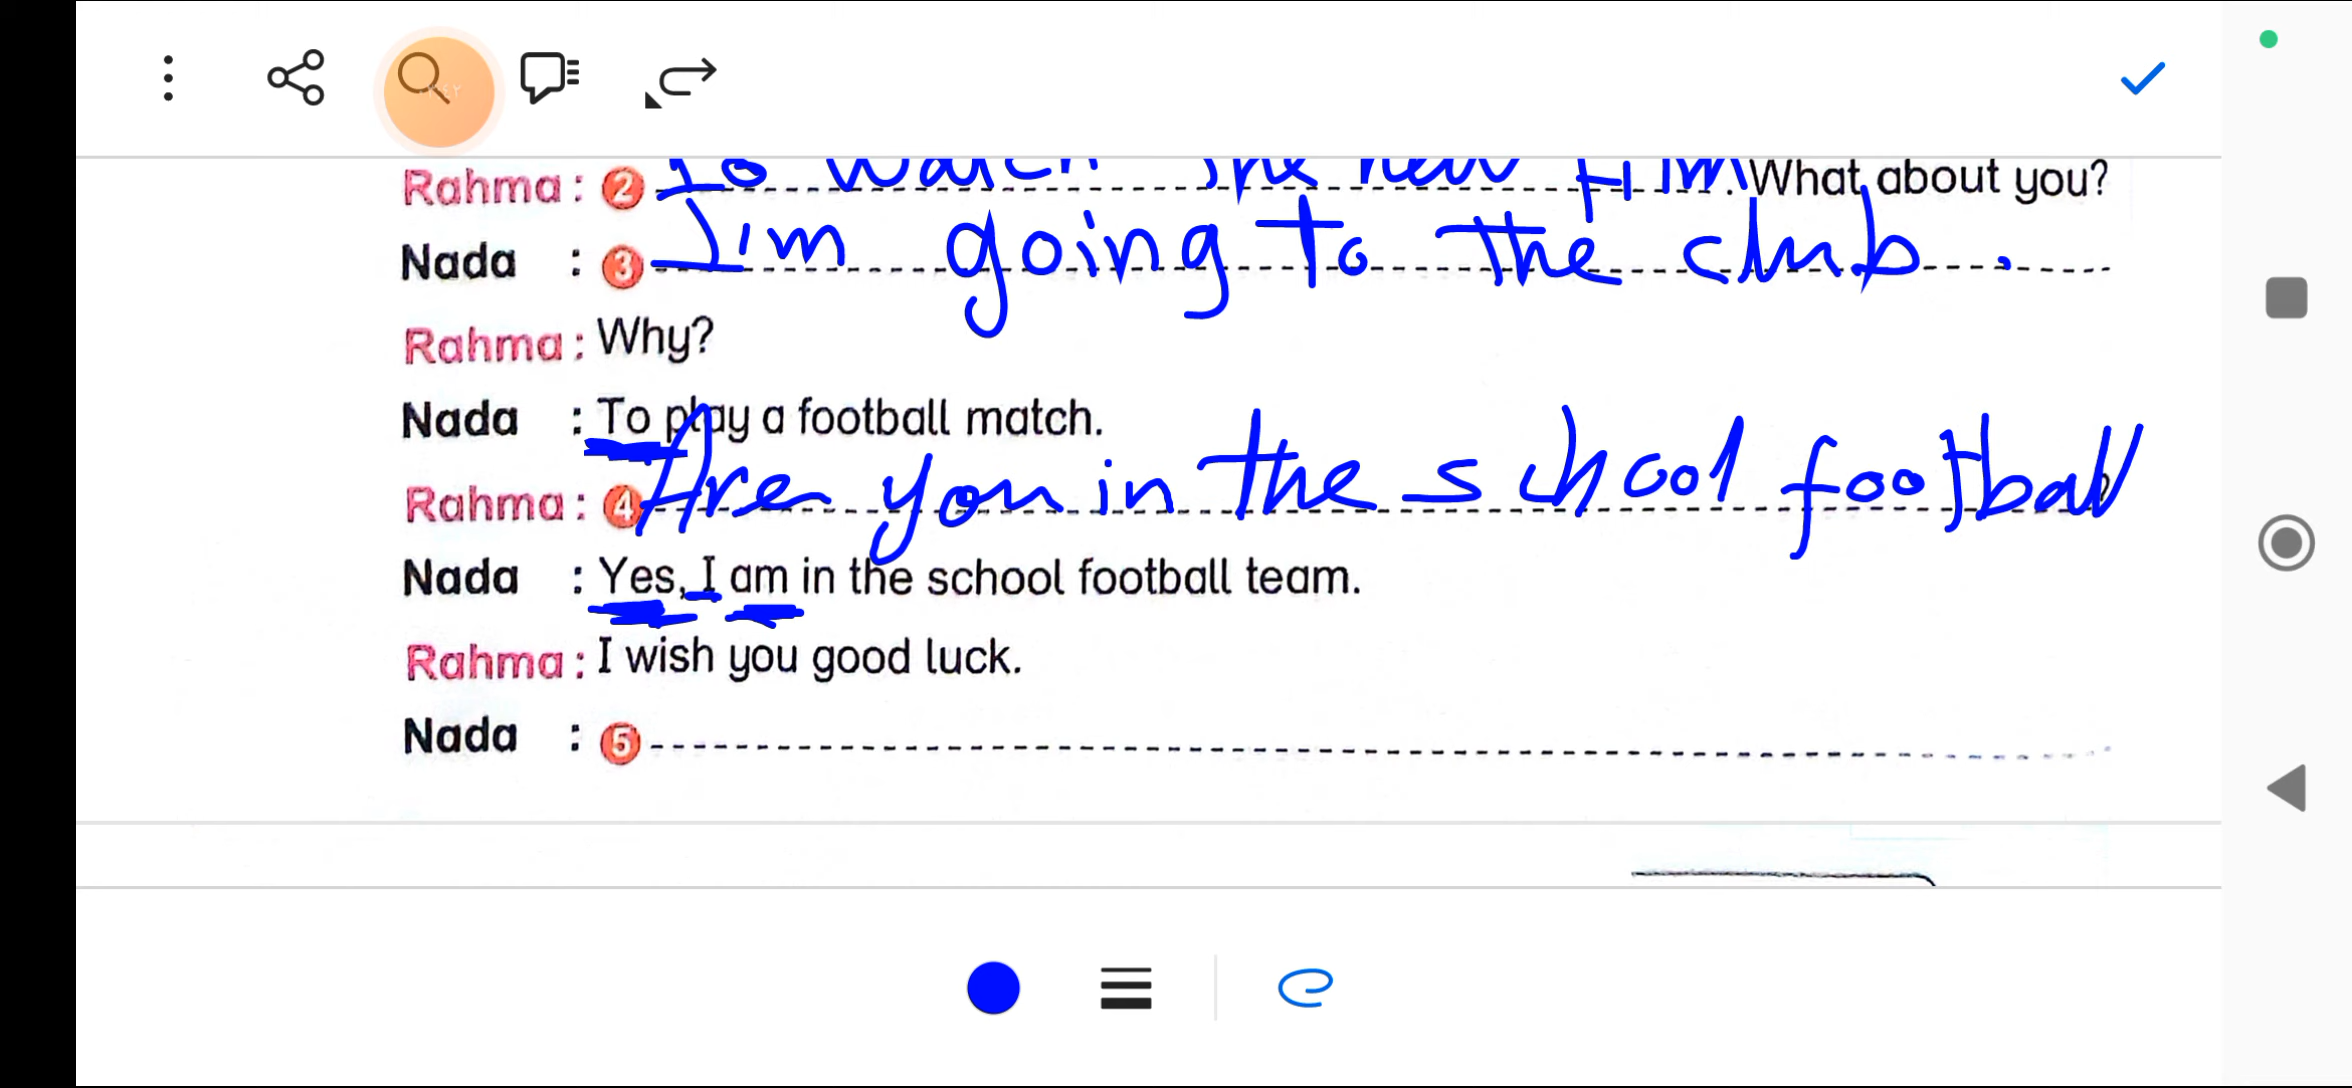 Rahma: 2 To watch the new film. What about you?
Nada : 3 I'm going to the club.
Rahma: Why?
Nada : To play a football match.
Rahma: 4 Are you in the school football ?
Nada : Yes, I am in the school football team.
Rahma: I wish you good luck.
Nada : 5